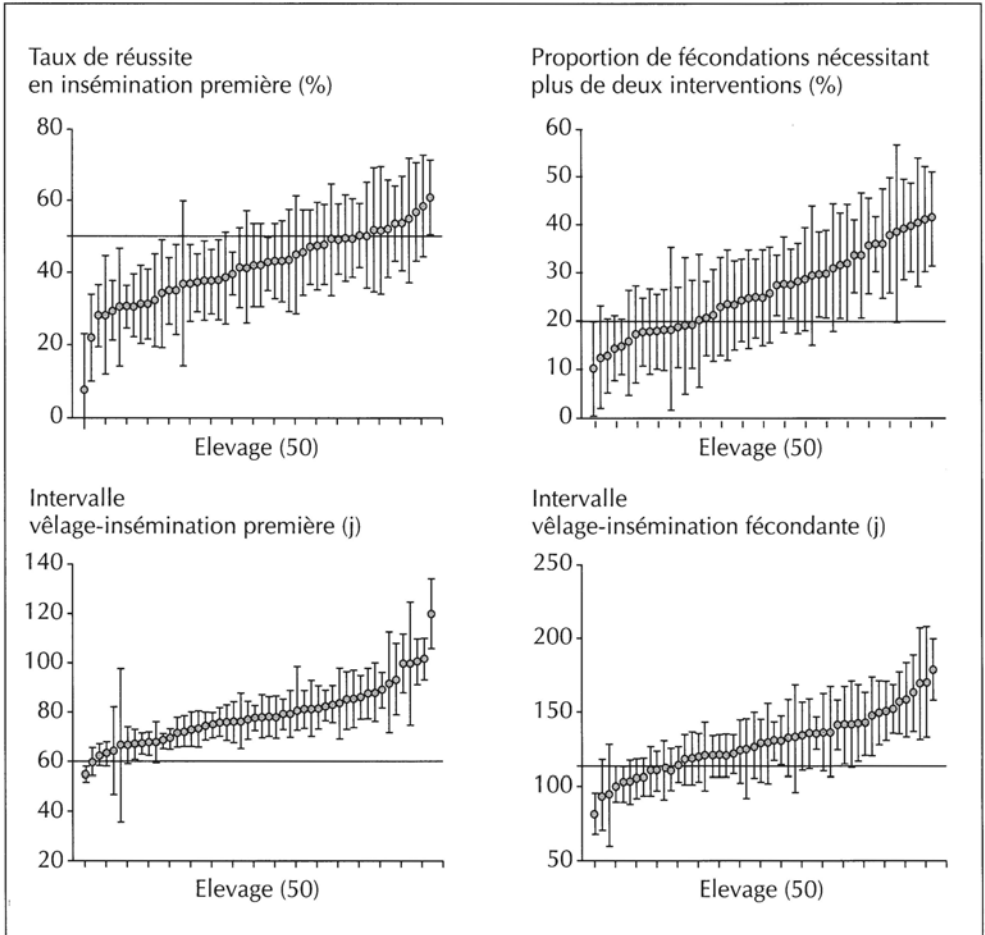 Taux de réussite
en insémination première (%)
80
60
40
20
0
Elevage (50)
Proportion de fécondations nécessitant
plus de deux interventions (%)
60
50
40
30
20
10
0
Elevage (50)
Intervalle
vêlage-insémination première (j)
140
120
100
80
60
40
20
Elevage (50)
Intervalle
vêlage-insémination fécondante (j)
250
200
150
100
50
Elevage (50)